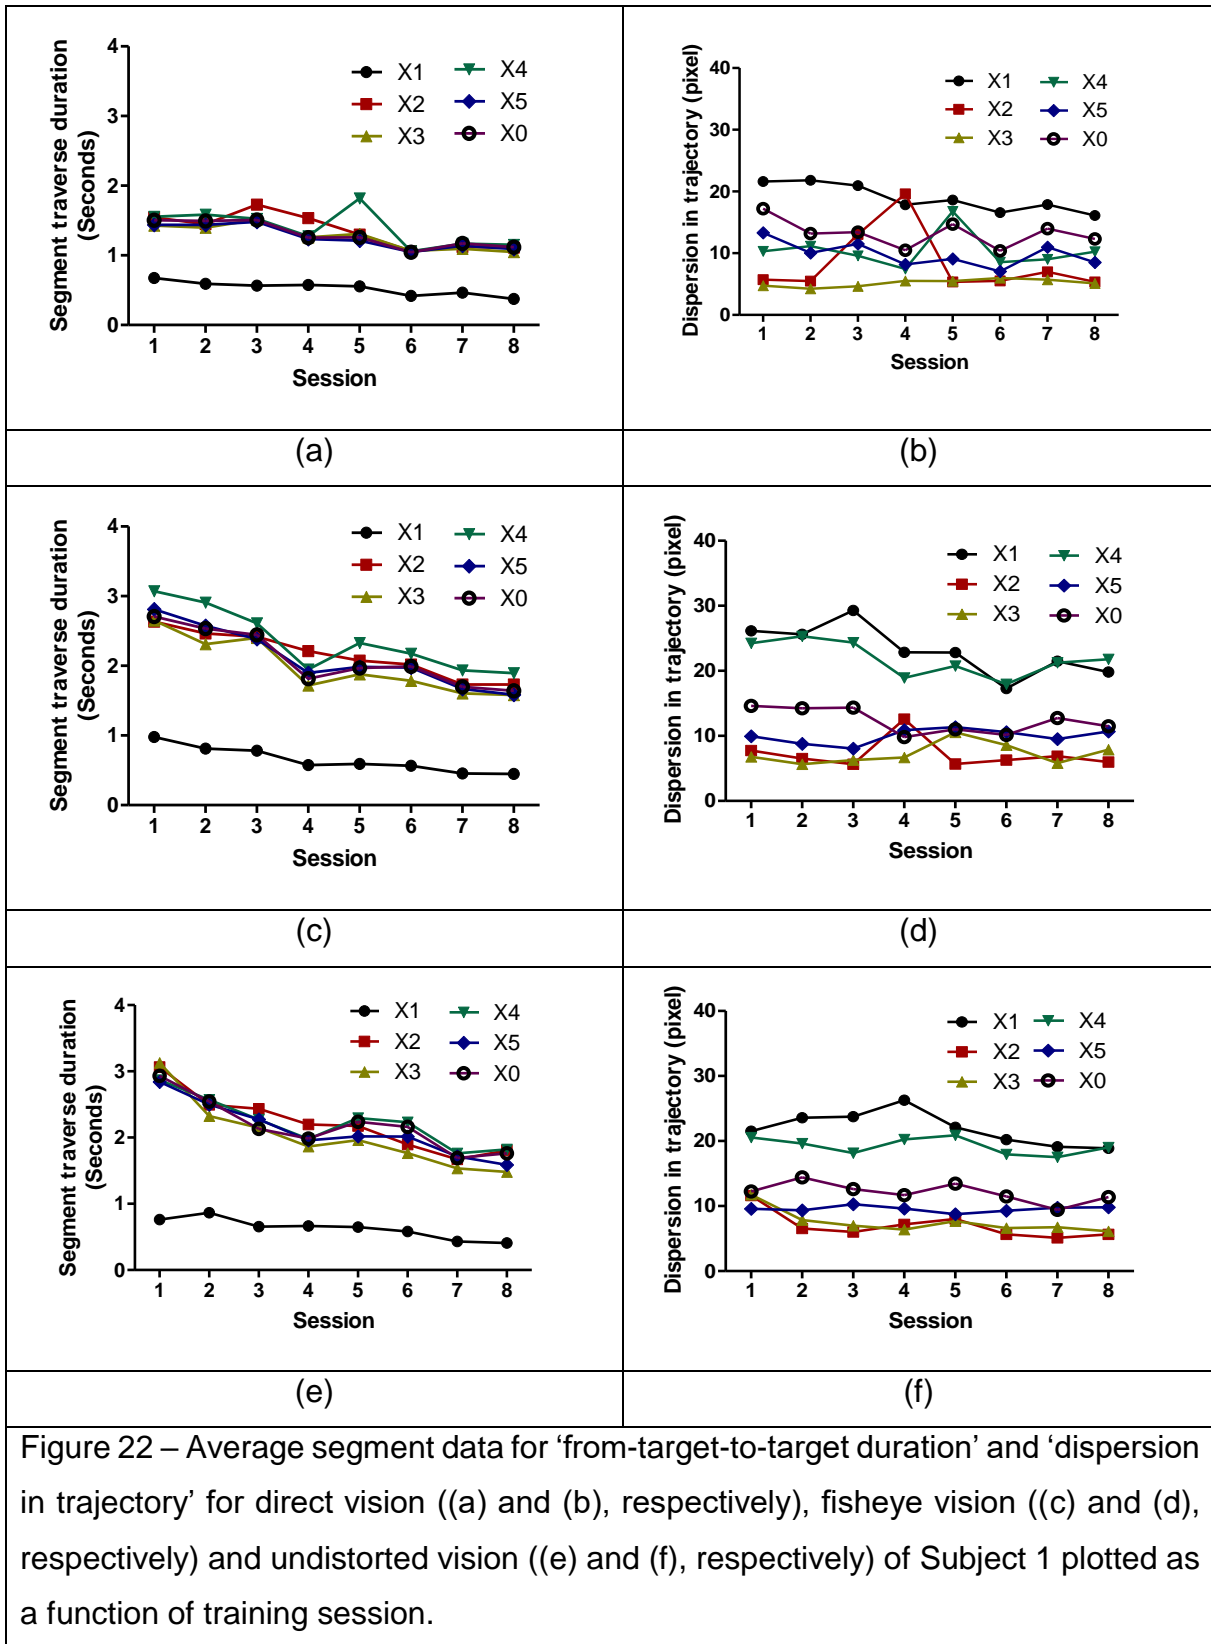 Segment traverse duration
(Seconds)
4
3
2
1
0
X1
X2
X3
X4
X5
X0
1 2 3 4 5 6 7 8
Session
Dispersion in trajectory (pixel)
40
30
20
10
0
X1
X2
X3
X4
X5
X0
1 2 3 4 5 6 7 8
Session
(a)
(b)
Segment traverse duration
(Seconds)
4
3
2
1
0
X1
X2
X3
X4
X5
X0
1 2 3 4 5 6 7 8
Session
Dispersion in trajectory (pixel)
40
30
20
10
0
X1
X2
X3
X4
X5
X0
1 2 3 4 5 6 7 8
Session
(c)
(d)
Segment traverse duration
(Seconds)
4
3
2
1
0
X1
X2
X3
X4
X5
X0
1 2 3 4 5 6 7 8
Session
Dispersion in trajectory (pixel)
40
30
20
10
0
X1
X2
X3
X4
X5
X0
1 2 3 4 5 6 7 8
Session
(e)
(f)
Figure 22 – Average segment data for ‘from-target-to-target duration’ and ‘dispersion
in trajectory’ for direct vision ((a) and (b), respectively), fisheye vision ((c) and (d),
respectively) and undistorted vision ((e) and (f), respectively) of Subject 1 plotted as
a function of training session.